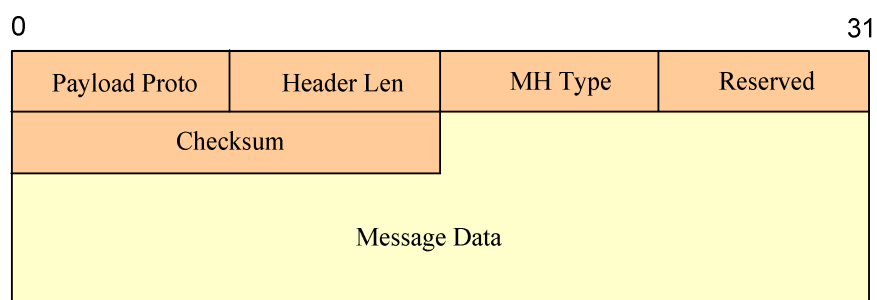 0 31
Payload Proto Header Len MH Type Reserved
Checksum
Message Data